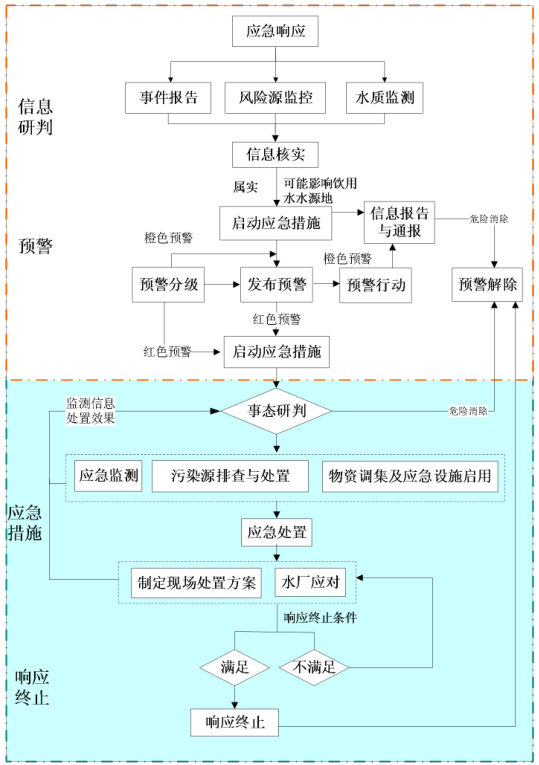 应急响应
事件报告
风险源监控
水质监测
信息
研判
信息核实
属实
可能影响饮用
水水源地
启动应急措施
信息报告
与通报
危险消除
橙色预警
预警
橙色预警
预警分级
发布预警
预警行动
预警解除
红色预警
红色预警
启动应急措施
监测信息
处置效果
事态研判
危险消除
应急监测
污染源排查与处置
物资调集及应急设施启用
应急
措施
应急处置
制定现场处置方案
水厂应对
响应终止条件
满足
不满足
响应
终止
响应终止